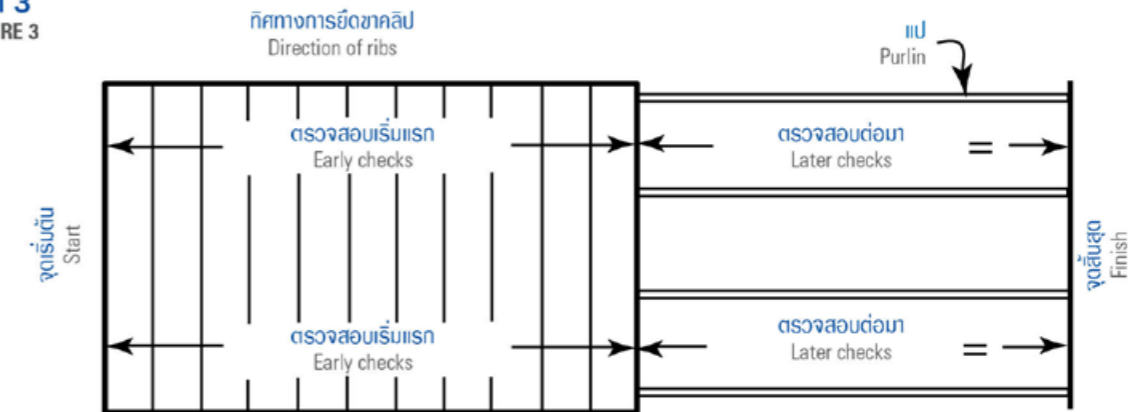 3
RE 3
ทิศทางการยึดขาคลิป
Direction of ribs
แป
Purlin
ตรวจสอบเริ่มแรก
Early checks
ตรวจสอบต่อมา
Later checks
=
จุดเริ่มต้น
Start
จุดสิ้นสุด
Finish
ตรวจสอบเริ่มแรก
Early checks
ตรวจสอบต่อมา
Later checks
=